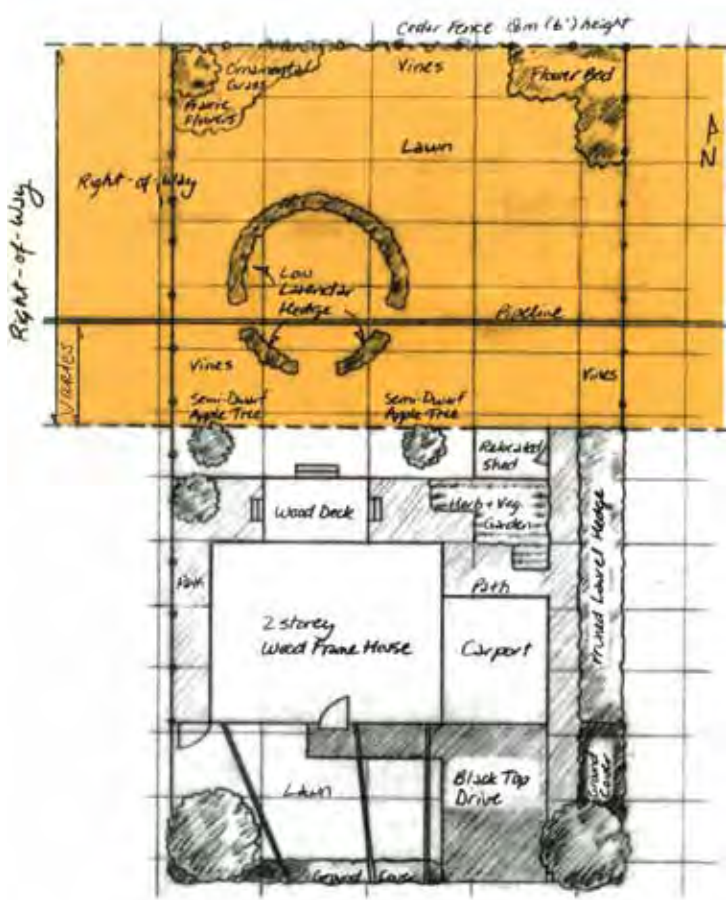 Cedar Fence 1.8m (6') height
Ornamental
Grass
Vines
Flower Bed
Prairie
Flowers
Lawn
N
Right-of-Way
Right-of-Way
Low
Lavendar
Hedge
Pipeline
Varies
Vines
Vines
Semi-Dwarf
Apple Tree
Semi-Dwarf
Apple Tree
Relocated
Shed
Wood Deck
Herb + Veg.
Garden
Pruned Laurel Hedge
Path
Path
2 storey
Wood Frame House
Carport
Lawn
Black Top
Drive
Ground
Cover
Ground Cover